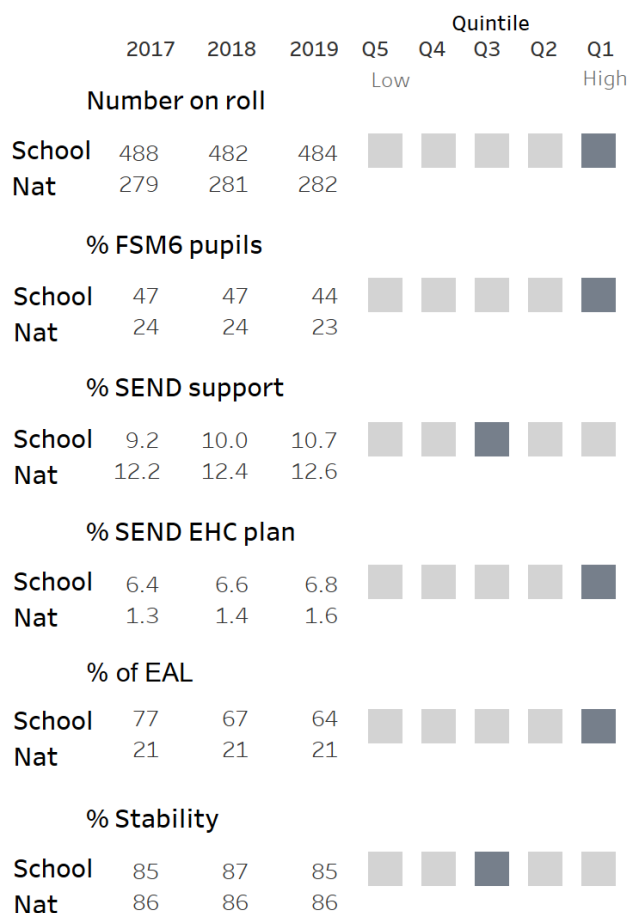 Quintile
2017 2018 2019 Q5 Q4 Q3 Q2 Q1
Low High
Number on roll
School 488 482 484
Nat 279 281 282
% FSM6 pupils
School 47 47 44
Nat 24 24 23
% SEND support
School 9.2 10.0 10.7
Nat 12.2 12.4 12.6
% SEND EHC plan
School 6.4 6.6 6.8
Nat 1.3 1.4 1.6
% of EAL
School 77 67 64
Nat 21 21 21
% Stability
School 85 87 85
Nat 86 86 86